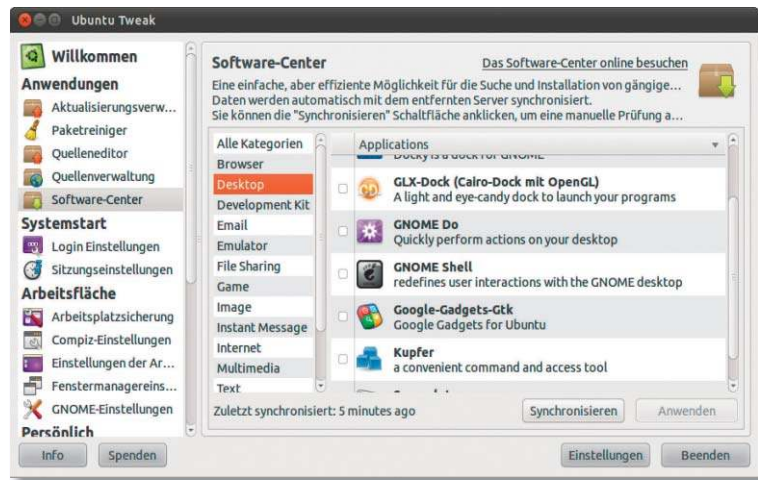 Ubuntu Tweak
Willkommen
Anwendungen
Aktualisierungsverw...
Paketreiniger
Quelleneditor
Quellenverwaltung
Software-Center
Systemstart
Login Einstellungen
Sitzungseinstellungen
Arbeitsfläche
Arbeitsplatzsicherung
Compiz-Einstellungen
Einstellungen der Ar...
Fenstermanagereins...
GNOME-Einstellungen
Persönlich
Software-Center
Das Software-Center online besuchen
Eine einfache, aber effiziente Möglichkeit für die Suche und Installation von gängige...
Daten werden automatisch mit dem entfernten Server synchronisiert.
Sie können die "Synchronisieren" Schaltfläche anklicken, um eine manuelle Prüfung a...
Alle Kategorien
Browser
Desktop
Development Kit
Email
Emulator
File Sharing
Game
Image
Instant Message
Internet
Multimedia
Text
Applications
Docky is a dock for GNOME
GLX-Dock (Cairo-Dock mit OpenGL)
A light and eye-candy dock to launch your programs
GNOME Do
Quickly perform actions on your desktop
GNOME Shell
redefines user interactions with the GNOME desktop
Google-Gadgets-Gtk
Google Gadgets for Ubuntu
Kupfer
a convenient command and access tool
Zuletzt synchronisiert: 5 minutes ago
Synchronisieren
Anwenden
Info
Spenden
Einstellungen
Beenden